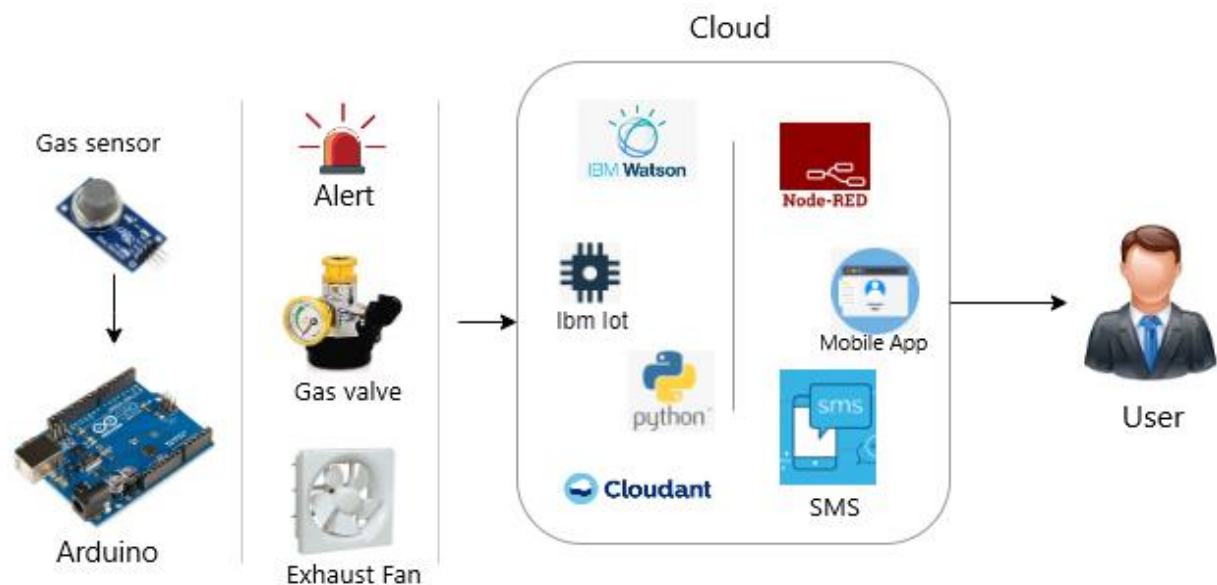 Cloud
Gas sensor
Arduino
Alert
Gas valve
Exhaust Fan
IBM Watson
Node-RED
Ibm Iot
Mobile App
python
sms
Cloudant
SMS
User